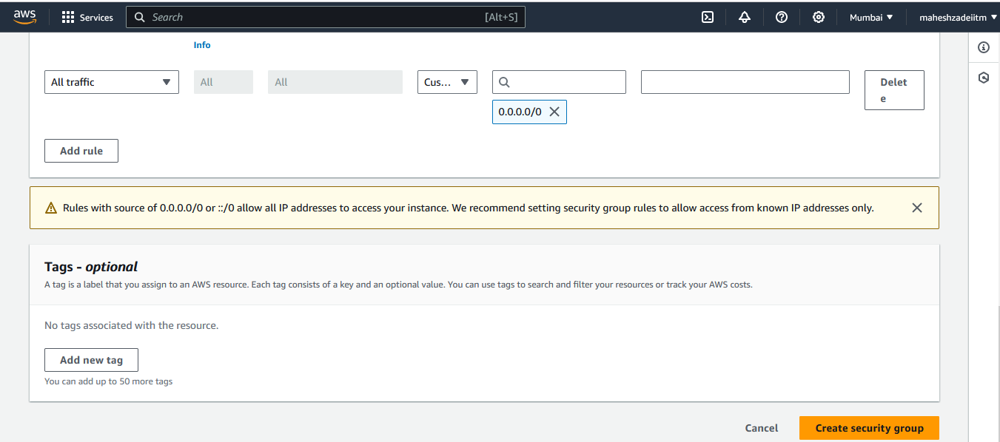 aws Services Search [Alt+S] Mumbai maheshzadeiitm
Info
All traffic All All Cus... Delet
e
0.0.0.0/0
Add rule
Rules with source of 0.0.0.0/0 or ::/0 allow all IP addresses to access your instance. We recommend setting security group rules to allow access from known IP addresses only.
Tags - optional
A tag is a label that you assign to an AWS resource. Each tag consists of a key and an optional value. You can use tags to search and filter your resources or track your AWS costs.
No tags associated with the resource.
Add new tag
You can add up to 50 more tags
Cancel Create security group